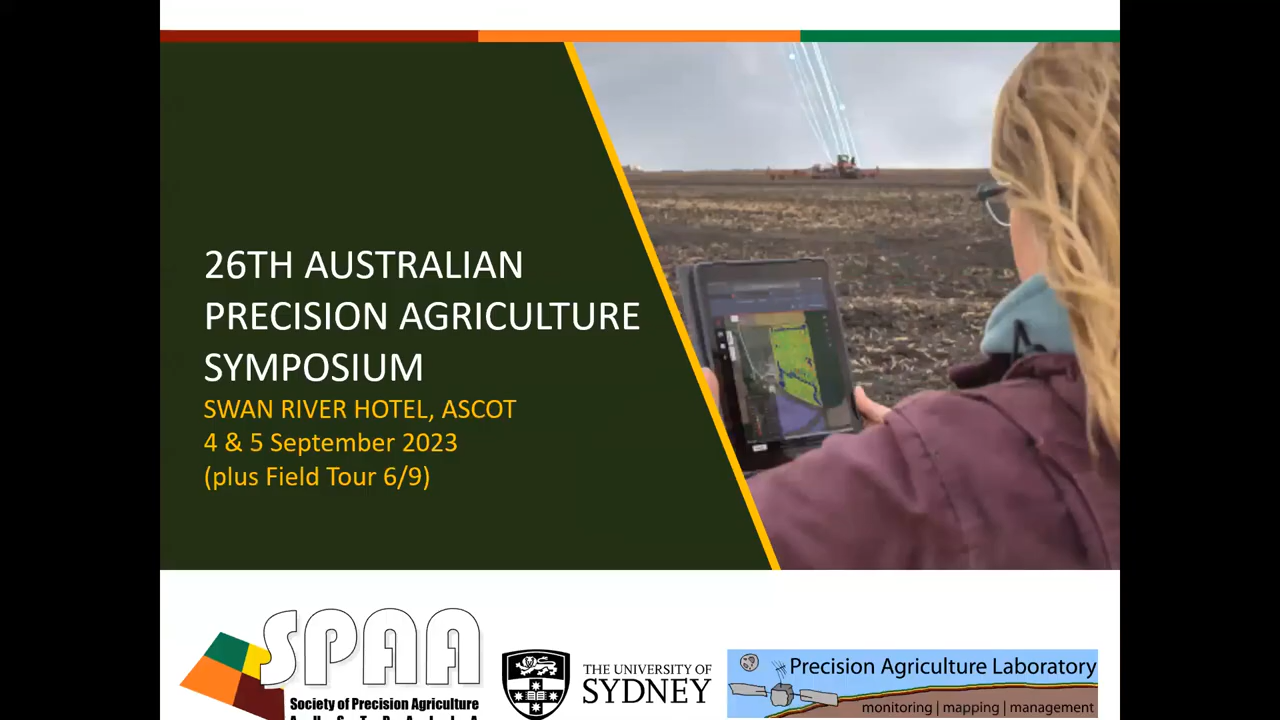 26TH AUSTRALIAN
PRECISION AGRICULTURE
SYMPOSIUM
SWAN RIVER HOTEL, ASCOT
4 & 5 September 2023
(plus Field Tour 6/9)
SPAA
Society of Precision Agriculture
AUSTRALIA
THE UNIVERSITY OF
SYDNEY
Precision Agriculture Laboratory
monitoring | mapping | management